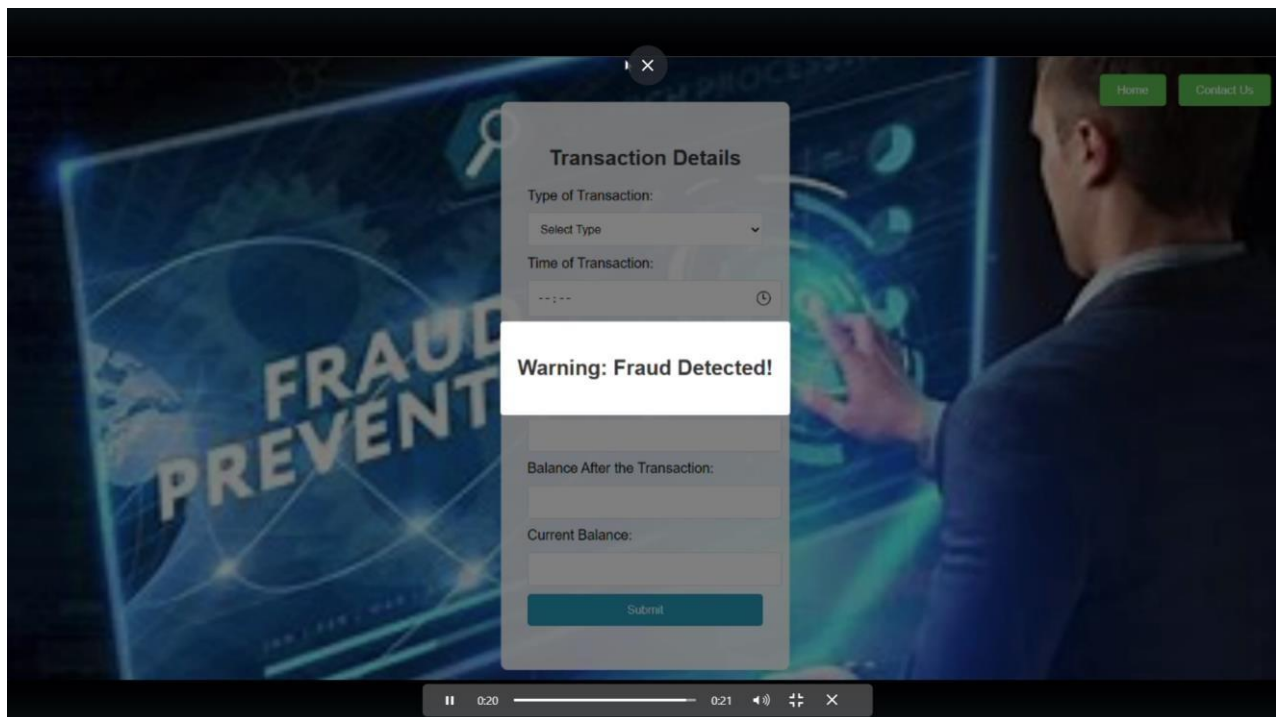 Home
Contact Us
Transaction Details
Type of Transaction:
Select Type
Time of Transaction:
--:--
FRAUD
PREVENT
Warning: Fraud Detected!
Balance After the Transaction:
Current Balance:
Submit
0:20
0:21